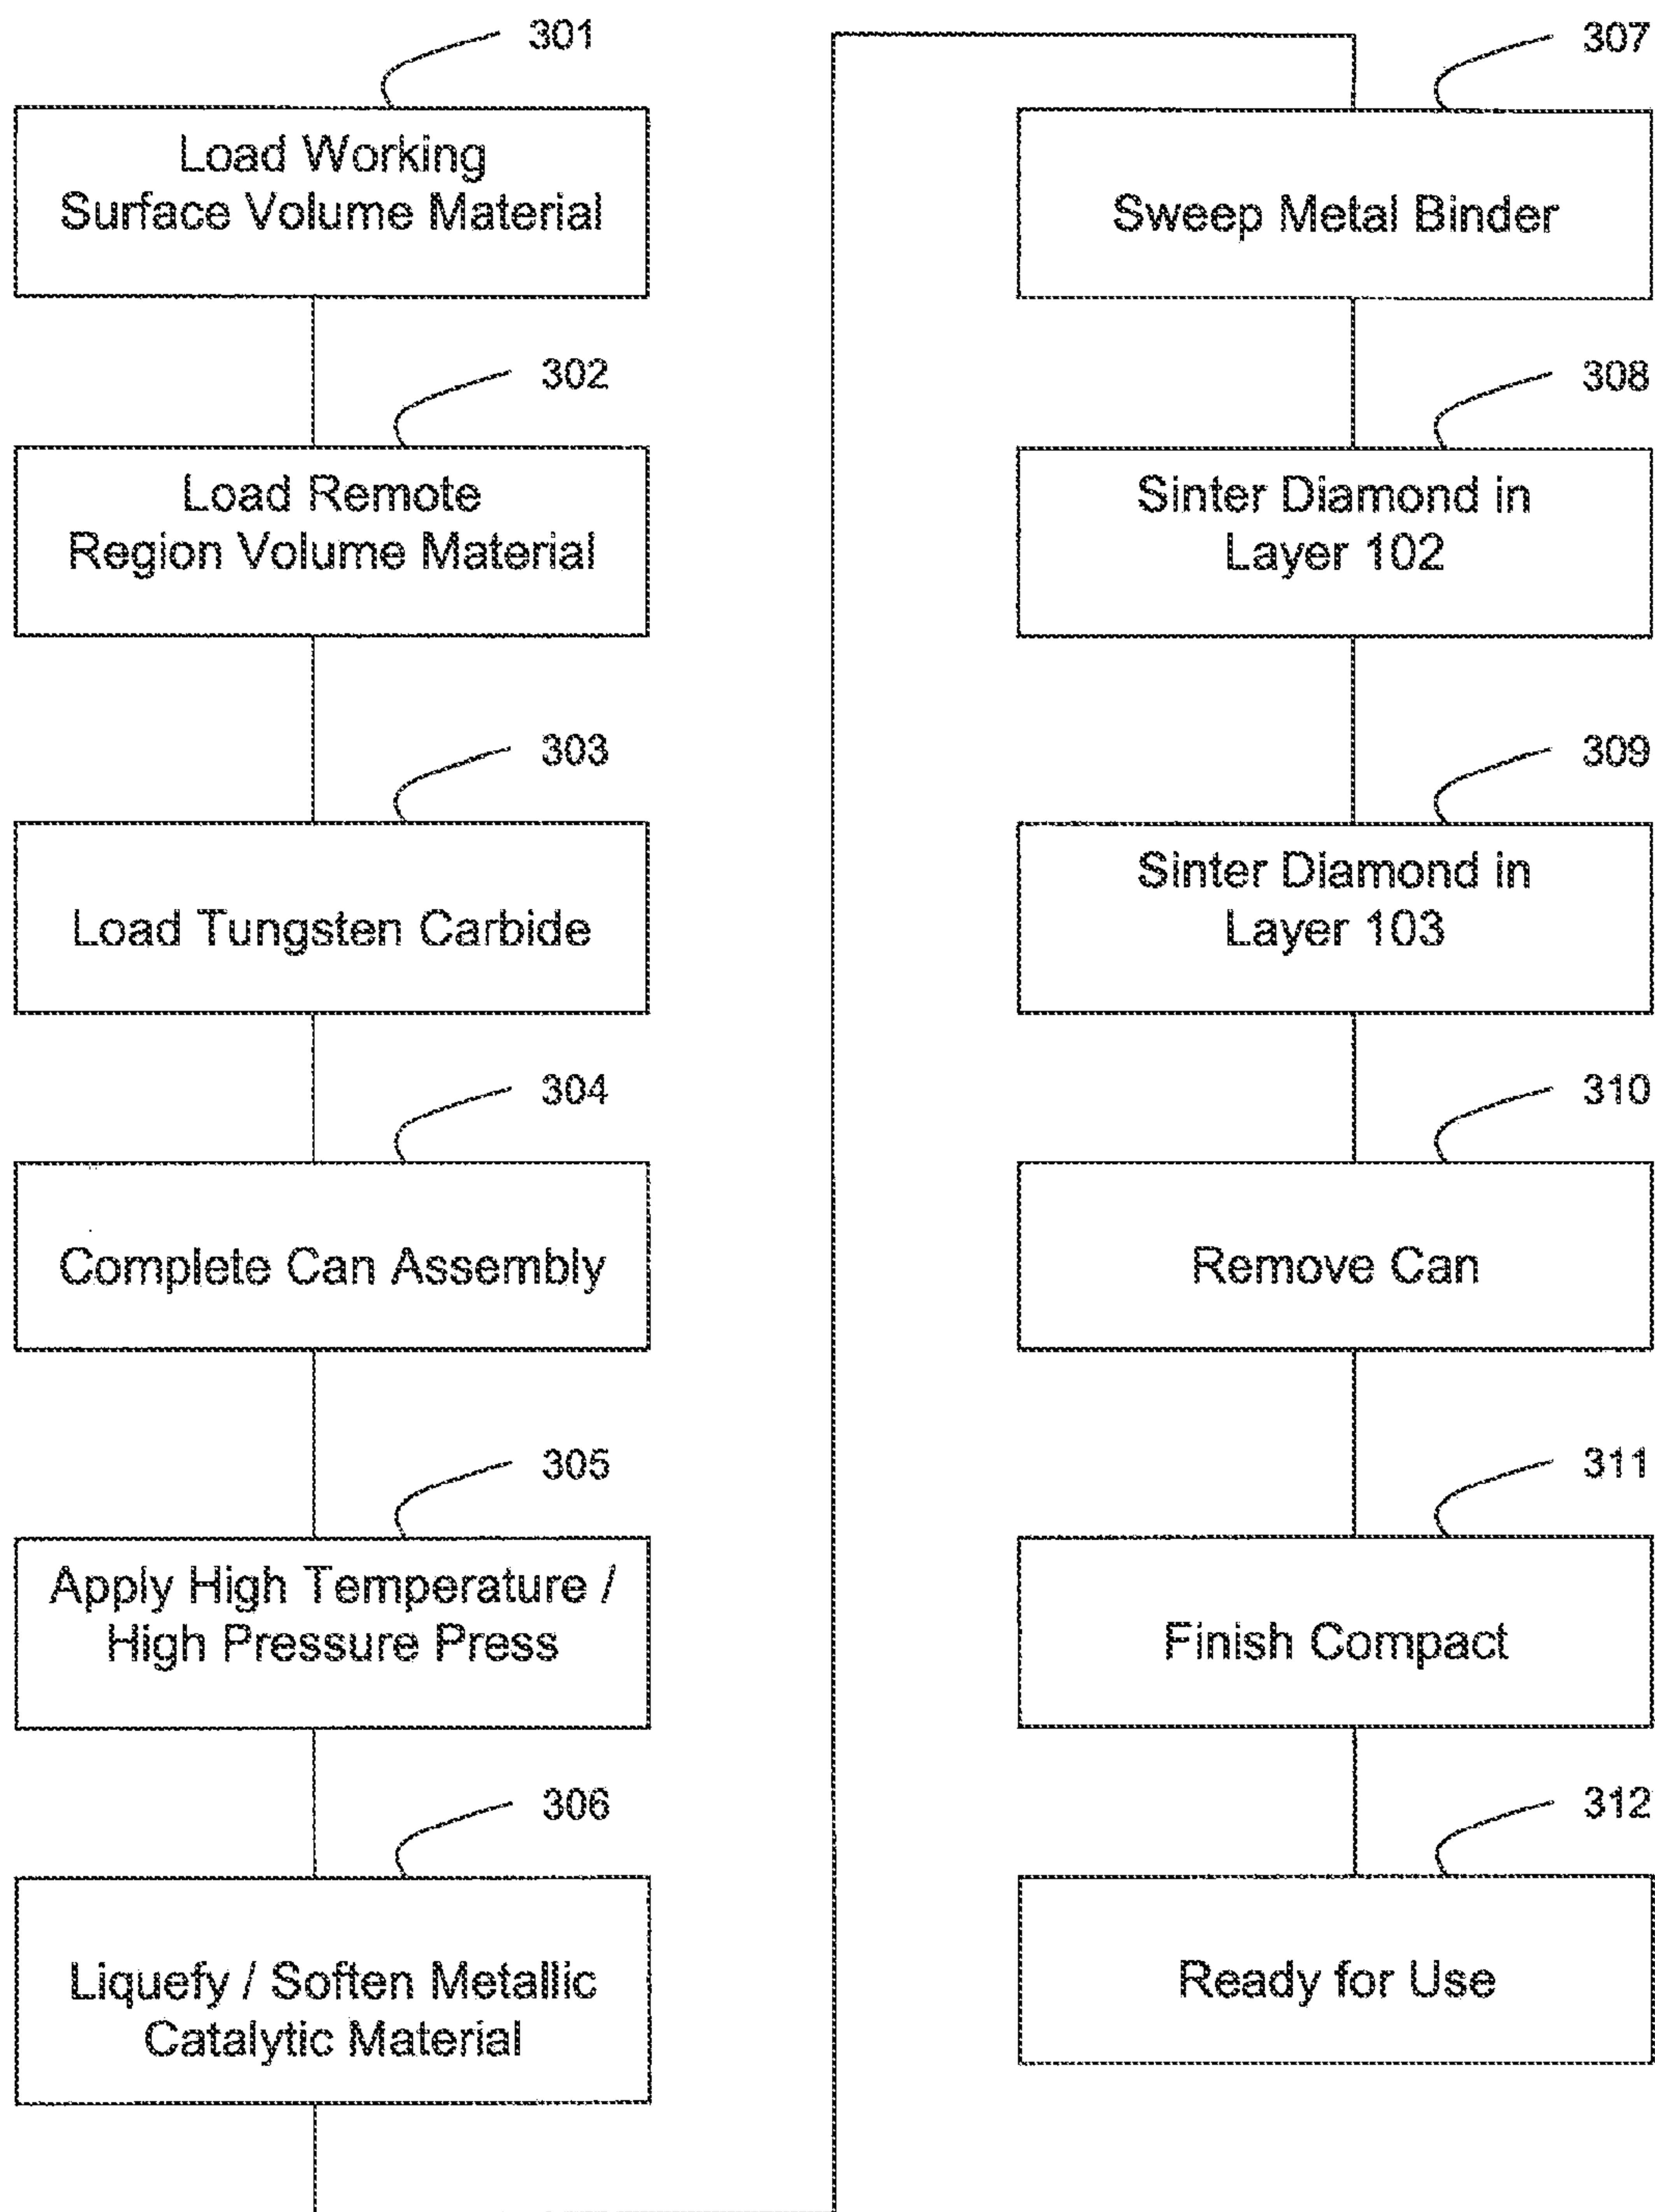 301
Load Working
Surface Volume Material
302
Load Remote
Region Volume Material
303
Load Tungsten Carbide
304
Complete Can Assembly
305
Apply High Temperature /
High Pressure Press
306
Liquefy / Soften Metallic
Catalytic Material
307
Sweep Metal Binder
308
Sinter Diamond in
Layer 102
309
Sinter Diamond in
Layer 103
310
Remove Can
311
Finish Compact
312
Ready for Use